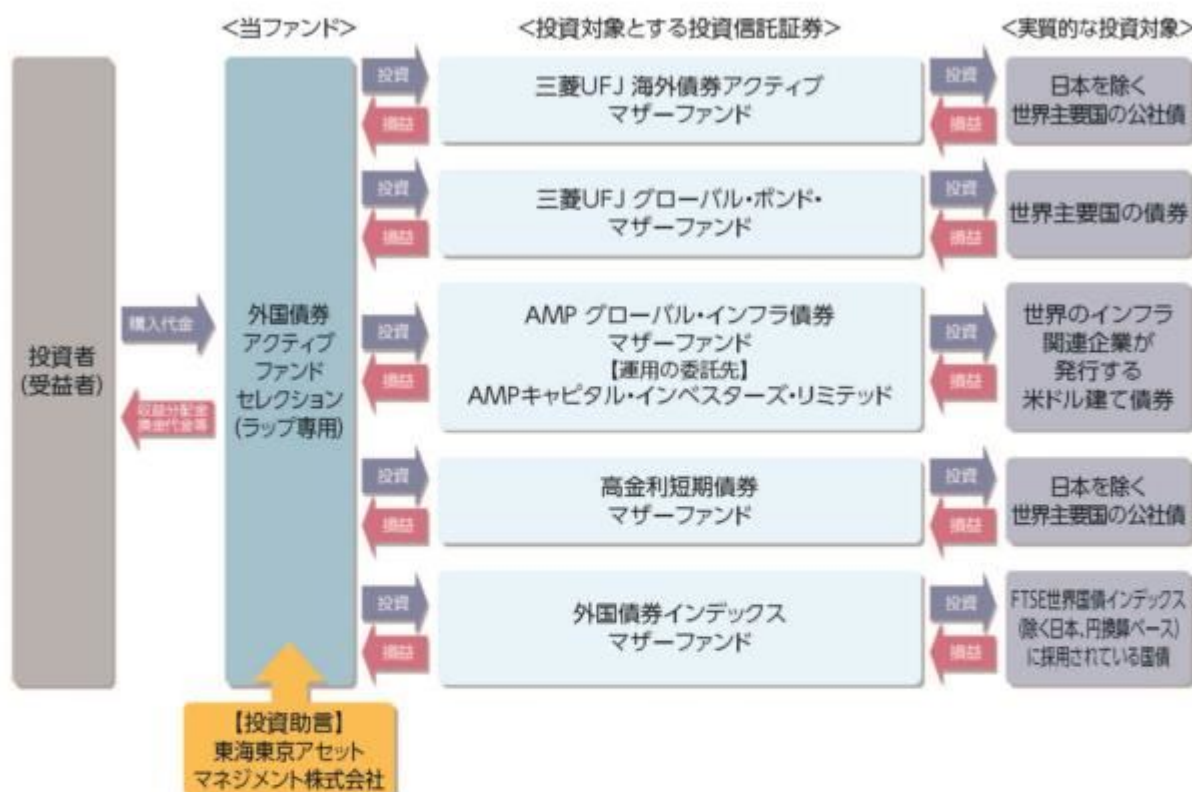 <当ファンド>
<投資対象とする投資信託証券>
<実質的な投資対象>
投資者
(受益者)
購入代金
収益分配金
換金代金等
外国債券
アクティブ
ファンド
セレクション
(ラップ専用)
投資
損益
三菱UFJ 海外債券アクティブ
マザーファンド
投資
損益
日本を除く
世界主要国の公社債
投資
損益
三菱UFJ グローバル・ボンド・
マザーファンド
投資
損益
世界主要国の債券
投資
損益
AMP グローバル・インフラ債券
マザーファンド
【運用の委託先】
AMPキャピタル・インベスターズ・リミテッド
投資
損益
世界のインフラ
関連企業が
発行する
米ドル建て債券
投資
損益
高金利短期債券
マザーファンド
投資
損益
日本を除く
世界主要国の公社債
投資
損益
外国債券インデックス
マザーファンド
投資
損益
FTSE世界国債インデックス
(除く日本、円換算ベース)
に採用されている国債
【投資助言】
東海東京アセット
マネジメント株式会社